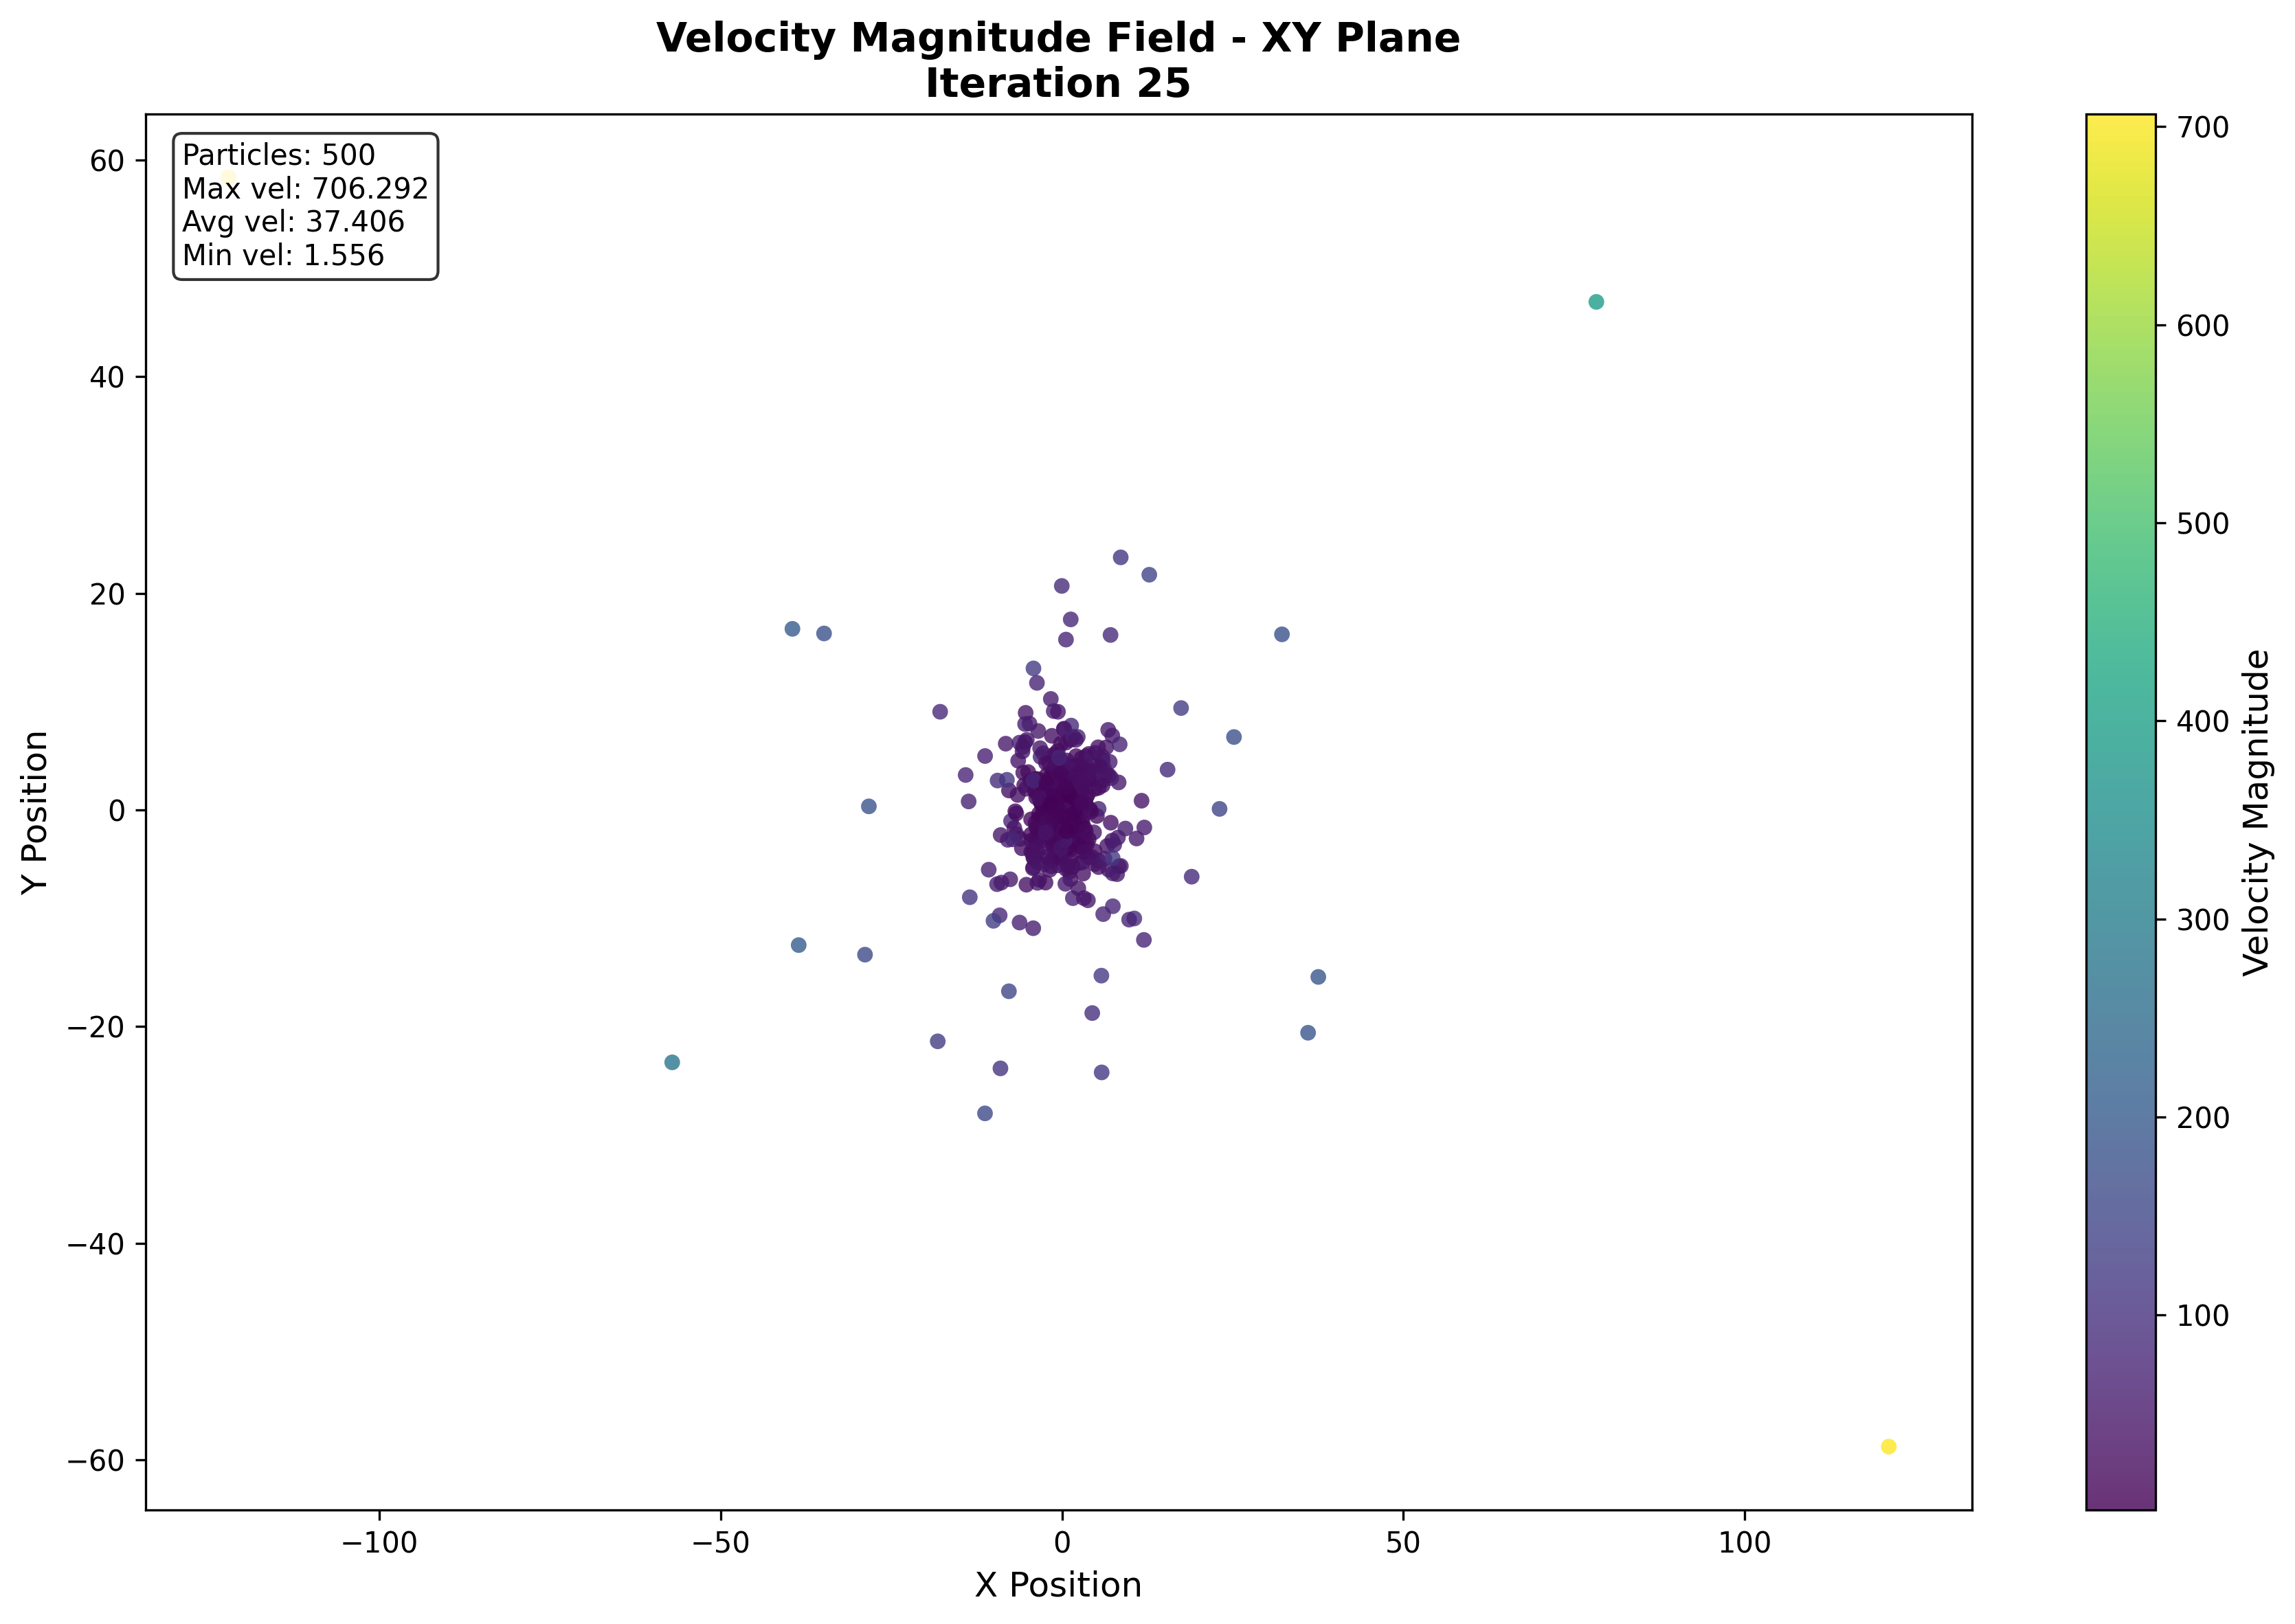 Velocity Magnitude Field - XY Plane
Iteration 25
Particles: 500
Max vel: 706.292
Avg vel: 37.406
Min vel: 1.556
60
40
20
0
−20
−40
−60
Y Position
−100
−50
0
50
100
X Position
700
600
500
400
300
200
100
Velocity Magnitude